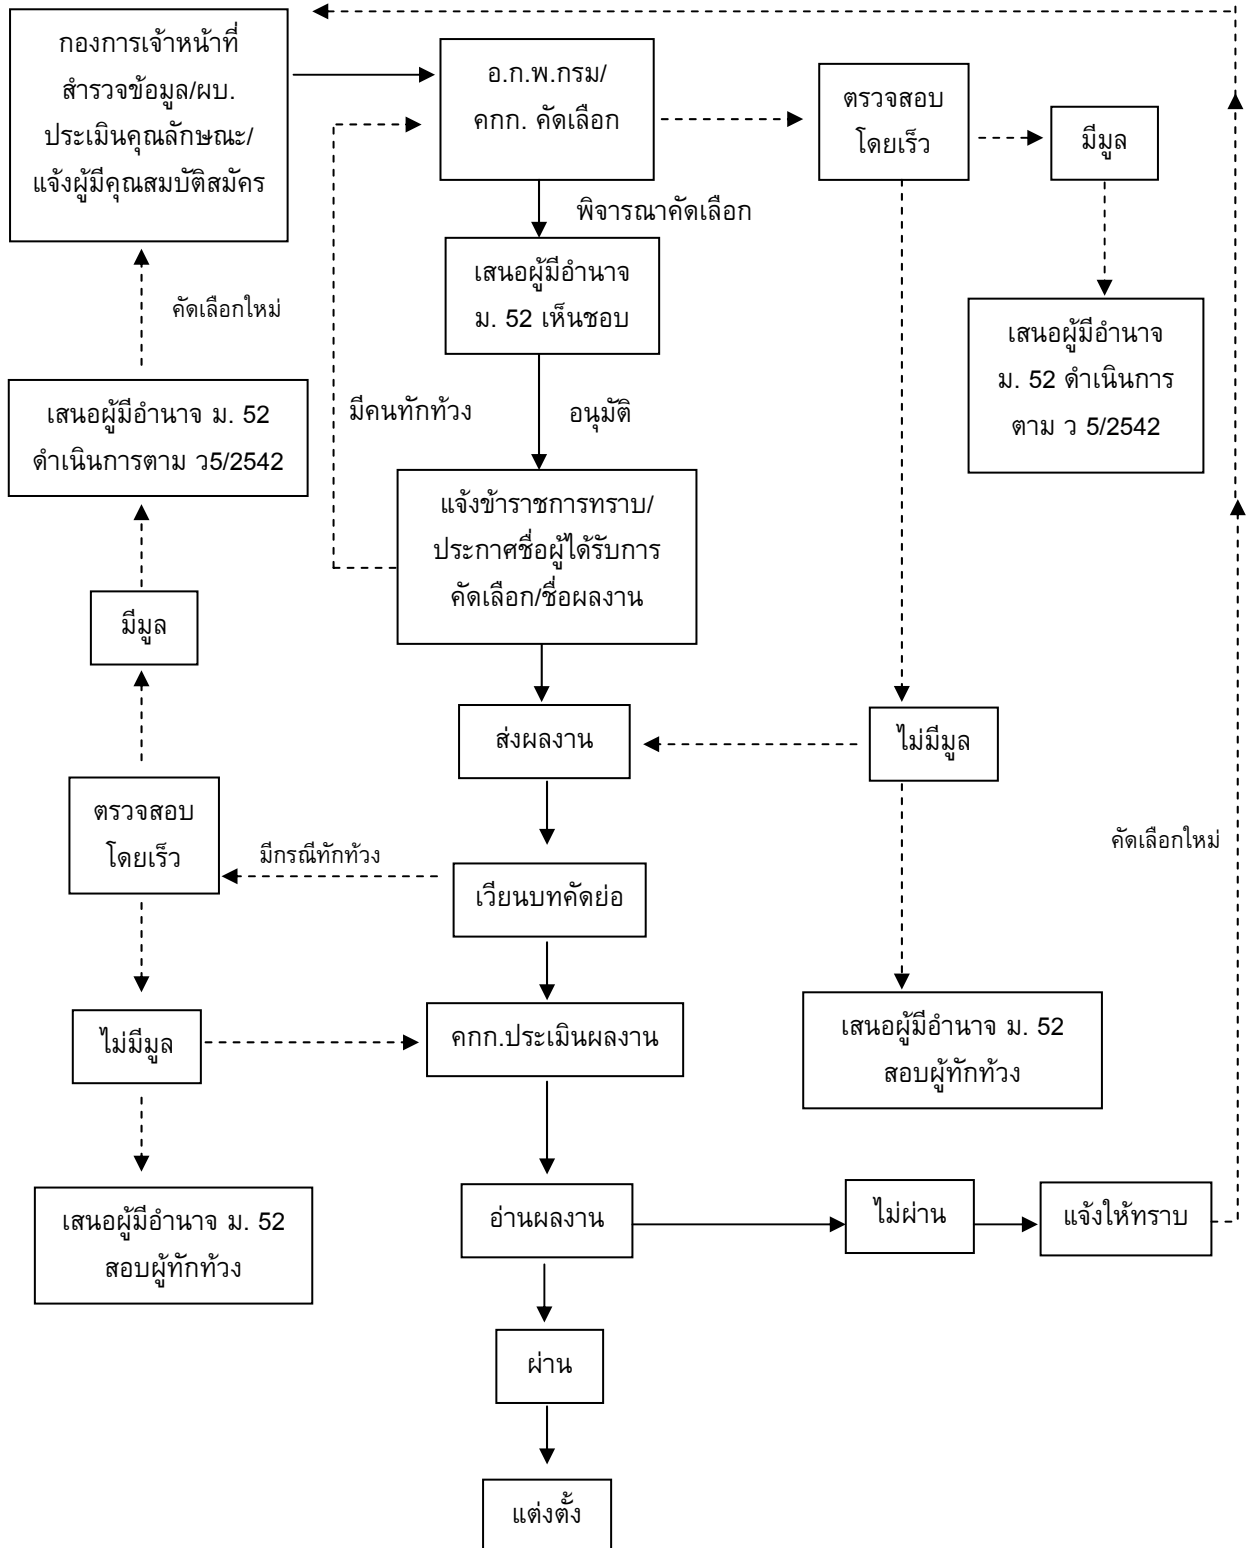 กองการเจ้าหน้าที่
สำรวจข้อมูล/ผบ.
ประเมินคุณลักษณะ/
แจ้งผู้มีคุณสมบัติสมัคร
อ.ก.พ.กรม/
คกก. คัดเลือก
ตรวจสอบ
โดยเร็ว
มีมูล
พิจารณาคัดเลือก
เสนอผู้มีอำนาจ
ม. 52 เห็นชอบ
คัดเลือกใหม่
เสนอผู้มีอำนาจ
ม. 52 ดำเนินการ
ตาม ว 5/2542
เสนอผู้มีอำนาจ ม. 52
ดำเนินการตาม ว5/2542
มีคนทักท้วง
อนุมัติ
แจ้งข้าราชการทราบ/
ประกาศชื่อผู้ได้รับการ
คัดเลือก/ชื่อผลงาน
มีมูล
ส่งผลงาน
ไม่มีมูล
ตรวจสอบ
โดยเร็ว
มีกรณีทักท้วง
คัดเลือกใหม่
เวียนบทคัดย่อ
ไม่มีมูล
คกก.ประเมินผลงาน
เสนอผู้มีอำนาจ ม. 52
สอบผู้ทักท้วง
เสนอผู้มีอำนาจ ม. 52
สอบผู้ทักท้วง
อ่านผลงาน
ไม่ผ่าน
แจ้งให้ทราบ
ผ่าน
แต่งตั้ง